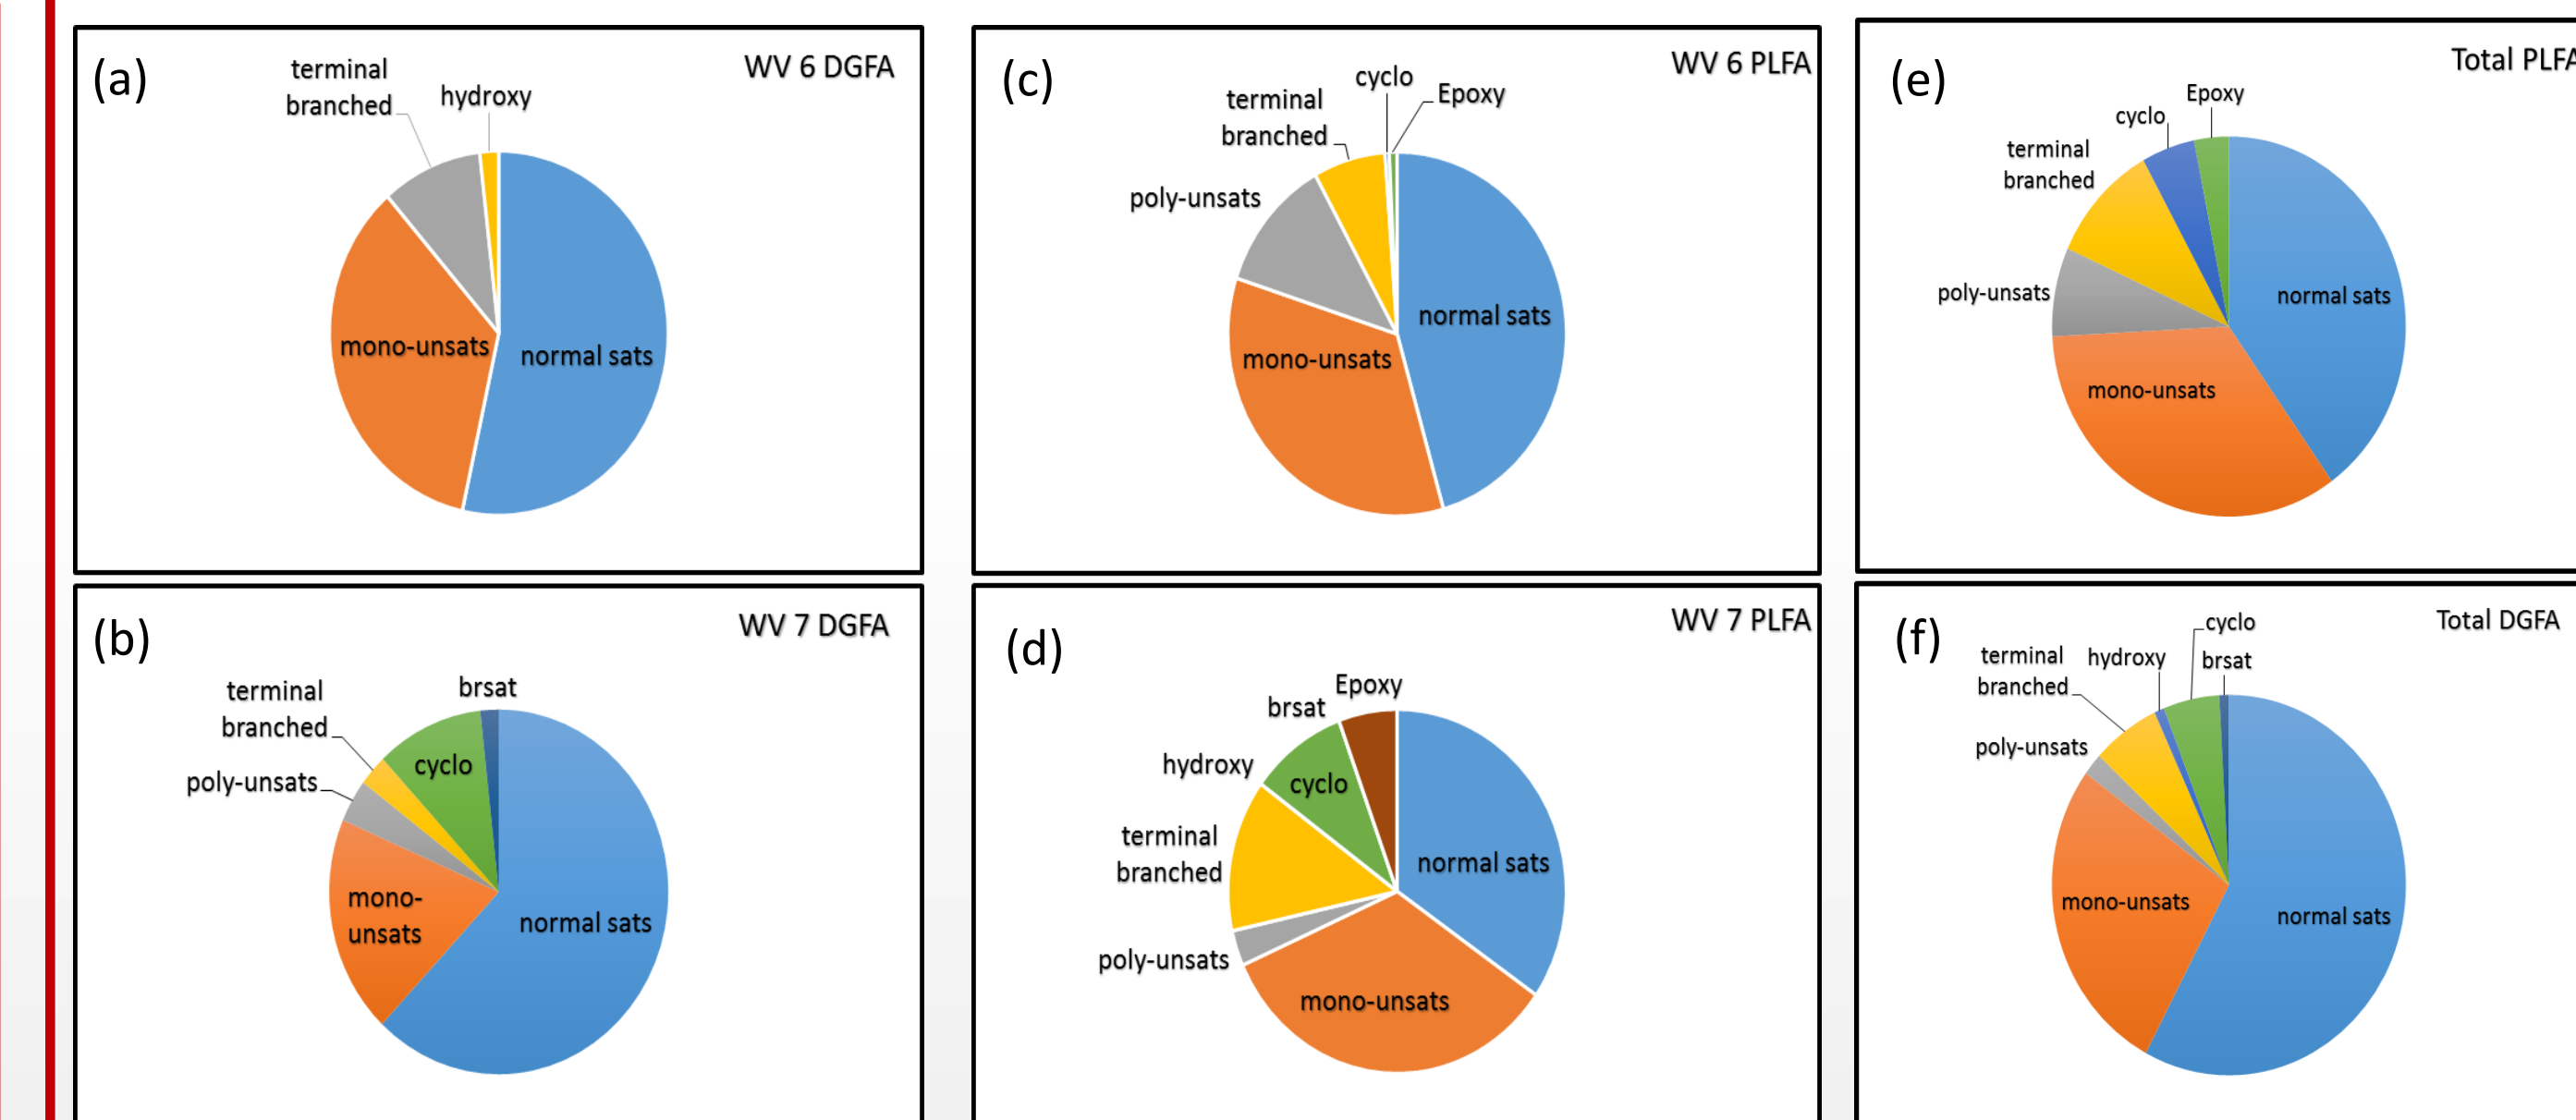 (a)
WV 6 DGFA
terminal
branched
hydroxy
mono-unsats
normal sats
(c)
WV 6 PLFA
cyclo
Epoxy
terminal
branched
poly-unsats
normal sats
mono-unsats
(e)
Total PLFA
Epoxy
cyclo
terminal
branched
poly-unsats
normal sats
mono-unsats
(b)
WV 7 DGFA
brsat
terminal
branched
cyclo
poly-unsats
mono-
unsats
normal sats
(d)
WV 7 PLFA
Epoxy
brsat
hydroxy
cyclo
terminal
branched
normal sats
poly-unsats
mono-unsats
(f)
Total DGFA
cyclo
terminal
branched
hydroxy
brsat
poly-unsats
mono-unsats
normal sats